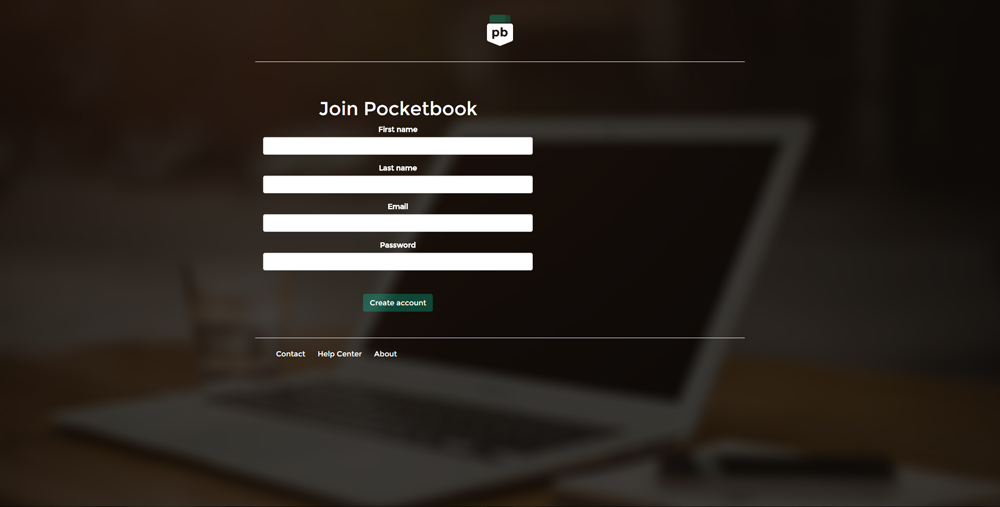 pb
Join Pocketbook
First name
Last name
Email
Password
Create account
Contact Help Center About